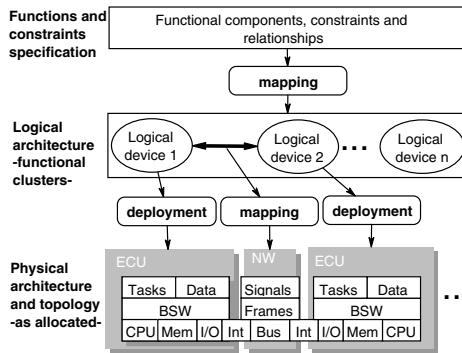 Functions and
constraints
specification
Functional components, constraints and
relationships
mapping
Logical
architecture
-functional
clusters-
Logical
device 1
Logical
device 2
...
Logical
device n
deployment
mapping
deployment
Physical
architecture
and topology
-as allocated-
ECU
Tasks Data
BSW
CPU Mem I/O Int
NW
Signals
Frames
Bus
ECU
Tasks Data
BSW
Int I/O Mem CPU
..